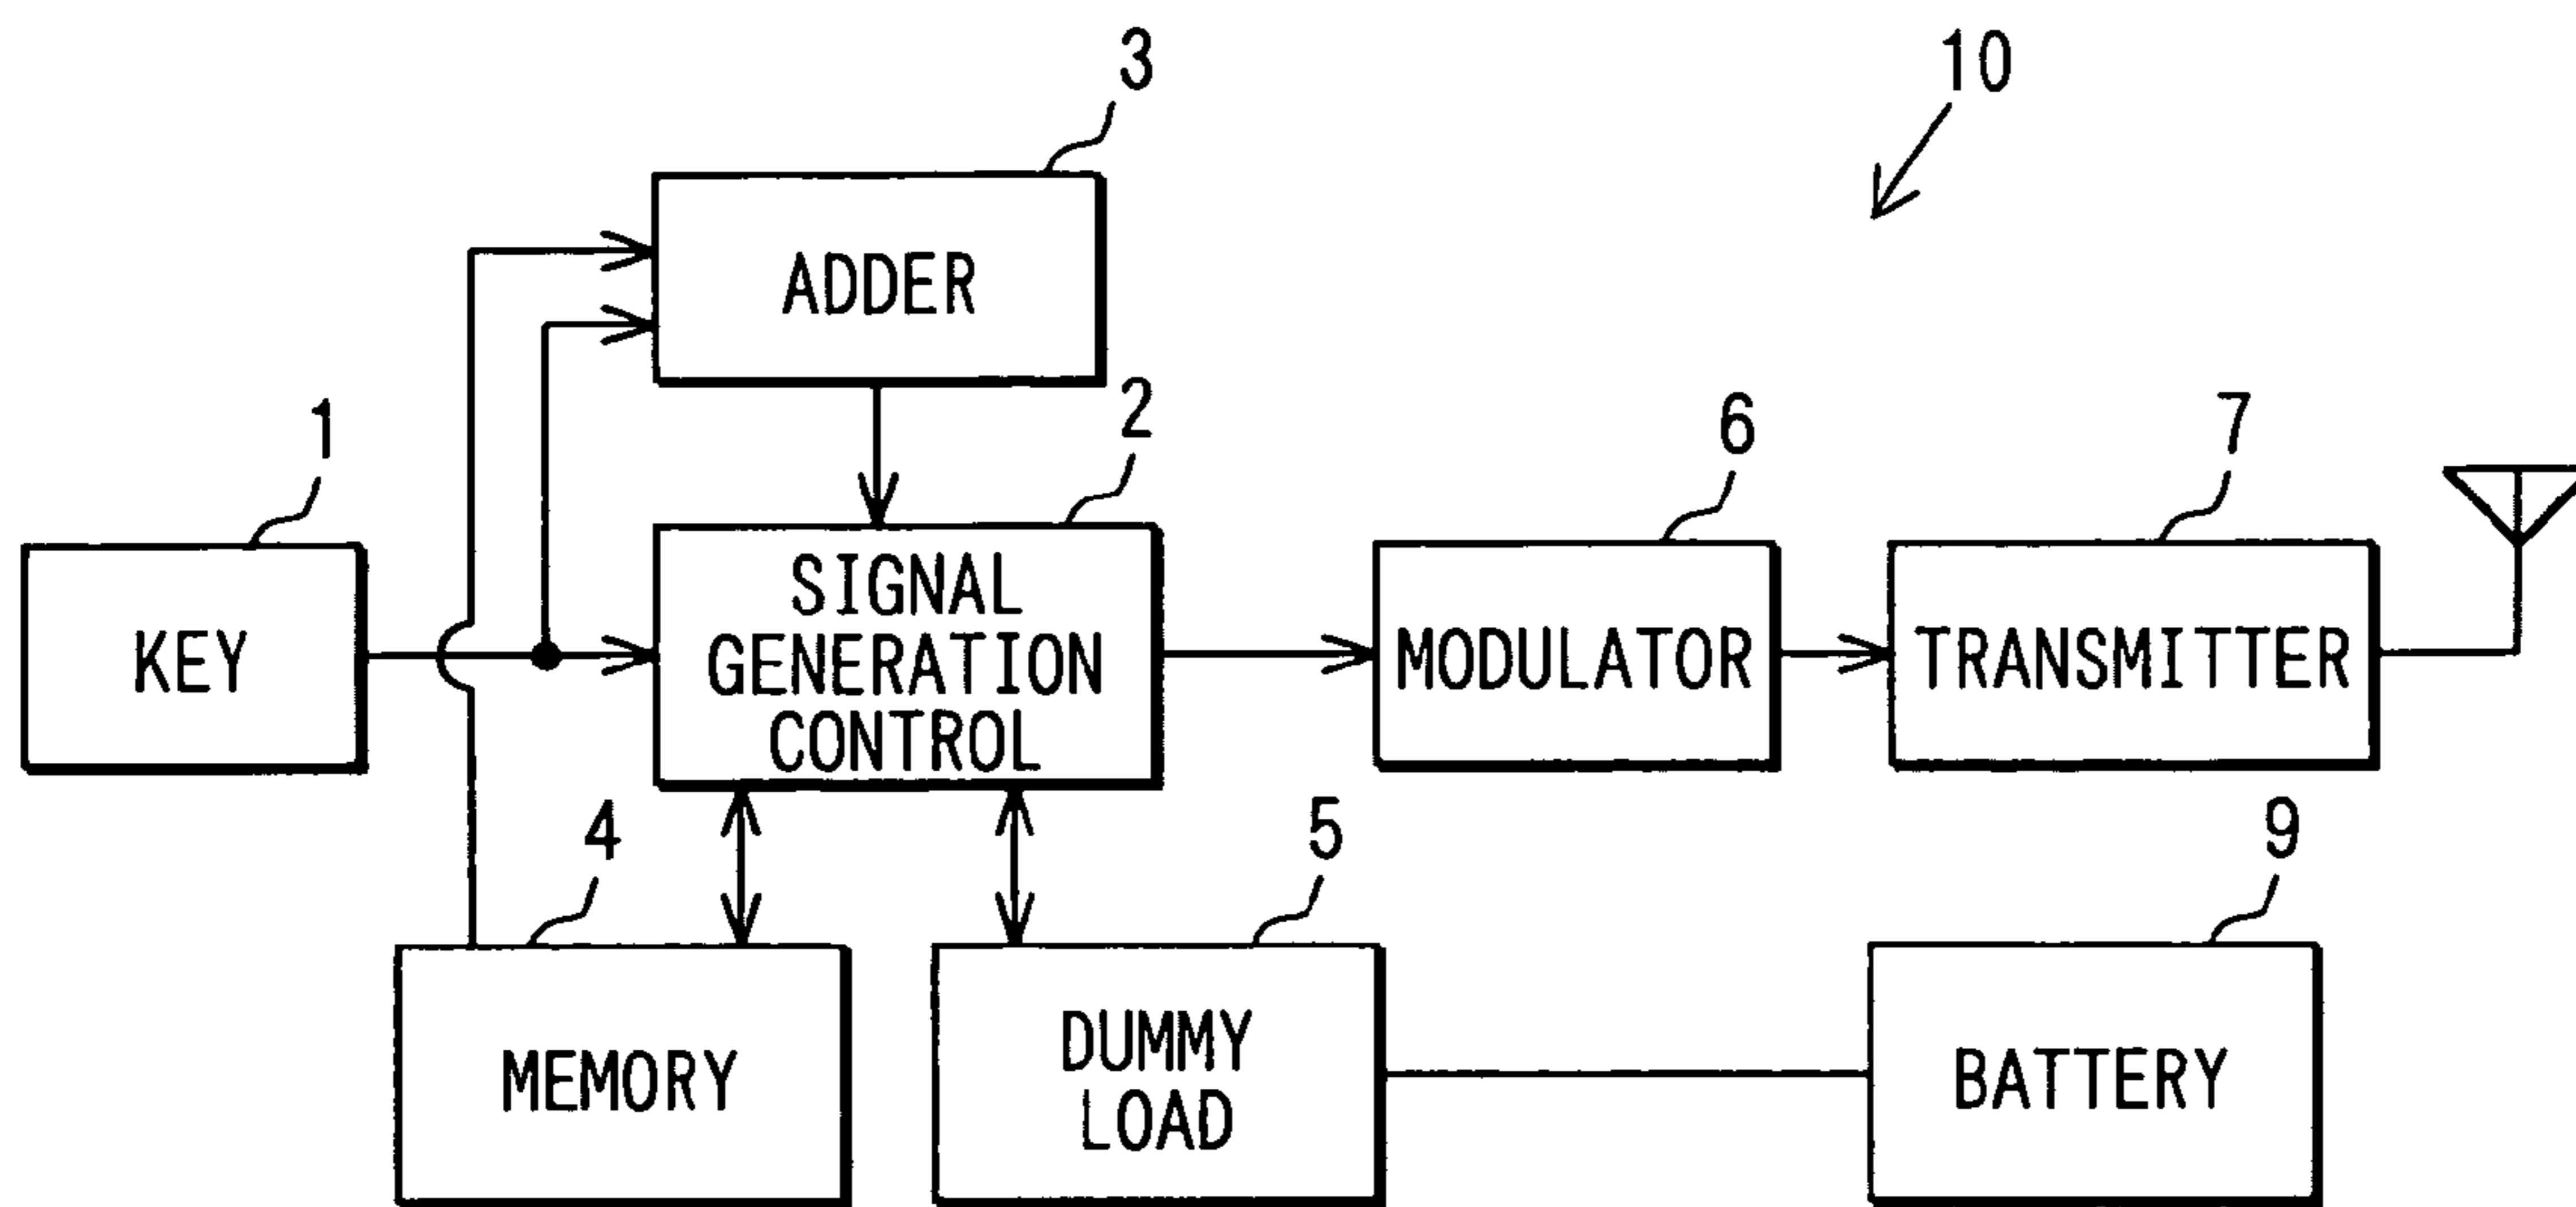 3
10
ADDER
1
2
6
7
KEY
SIGNAL
GENERATION
CONTROL
MODULATOR
TRANSMITTER
4
5
9
MEMORY
DUMMY
LOAD
BATTERY